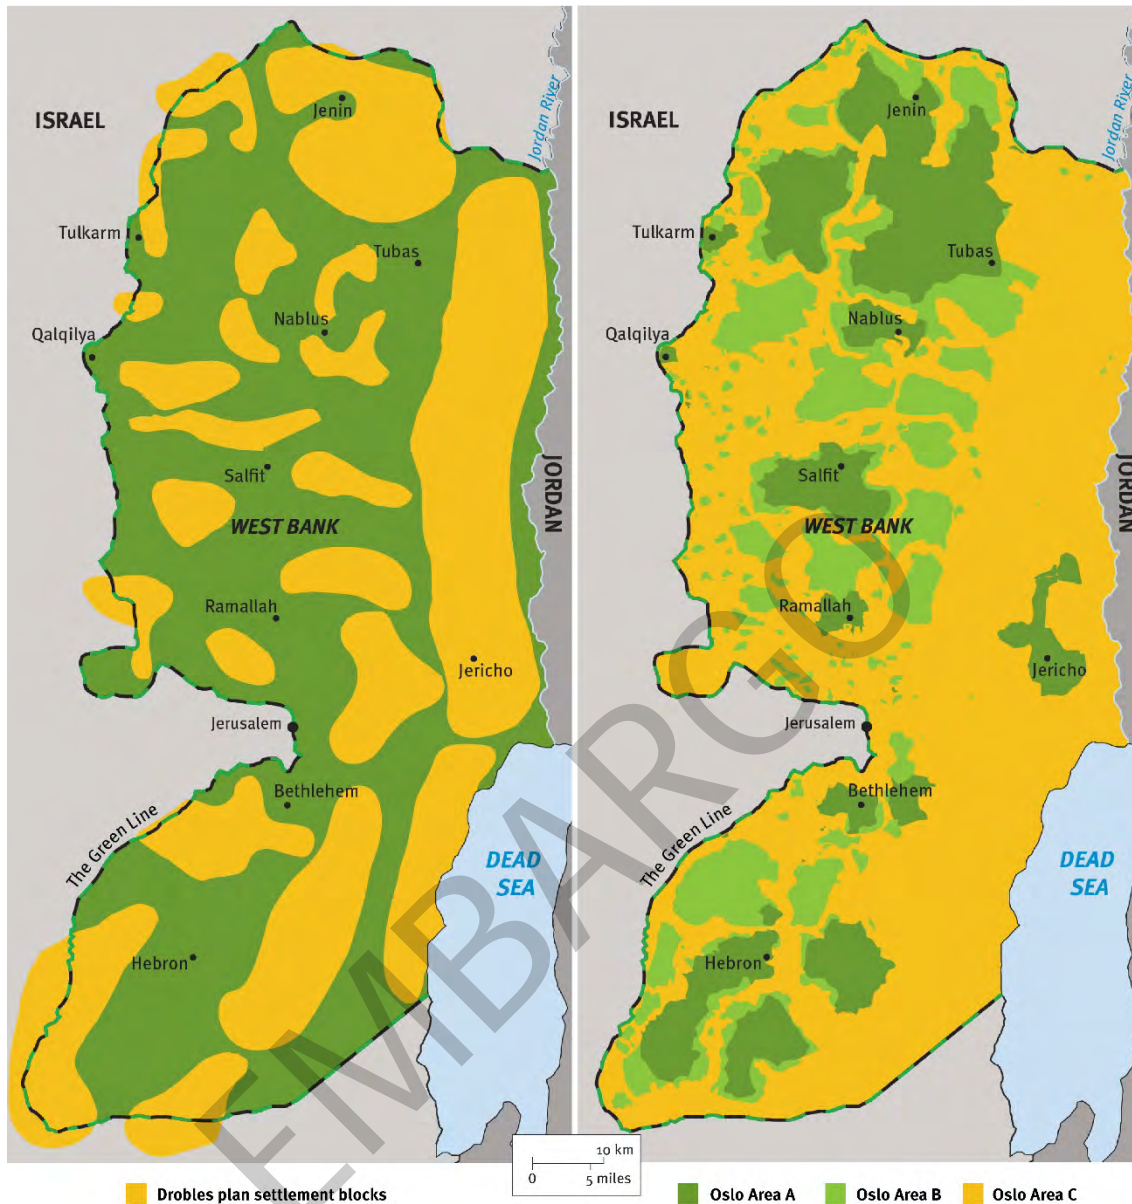 ISRAEL
Jordan River
Jenin
Tulkarm
Tubas
Nablus
Qalqilya
Salfit
JORDAN
WEST BANK
Ramallah
Jericho
Jerusalem
Bethlehem
The Green Line
DEAD
SEA
Hebron
Drobles plan settlement blocks
10 km
0
5 miles
ISRAEL
Jordan River
Jenin
Tulkarm
Tubas
Nablus
Qalqilya
Salfit
JORDAN
WEST BANK
Ramallah
Jericho
Jerusalem
Bethlehem
The Green Line
DEAD
SEA
Hebron
Oslo Area A
Oslo Area B
Oslo Area C
EMBARGO